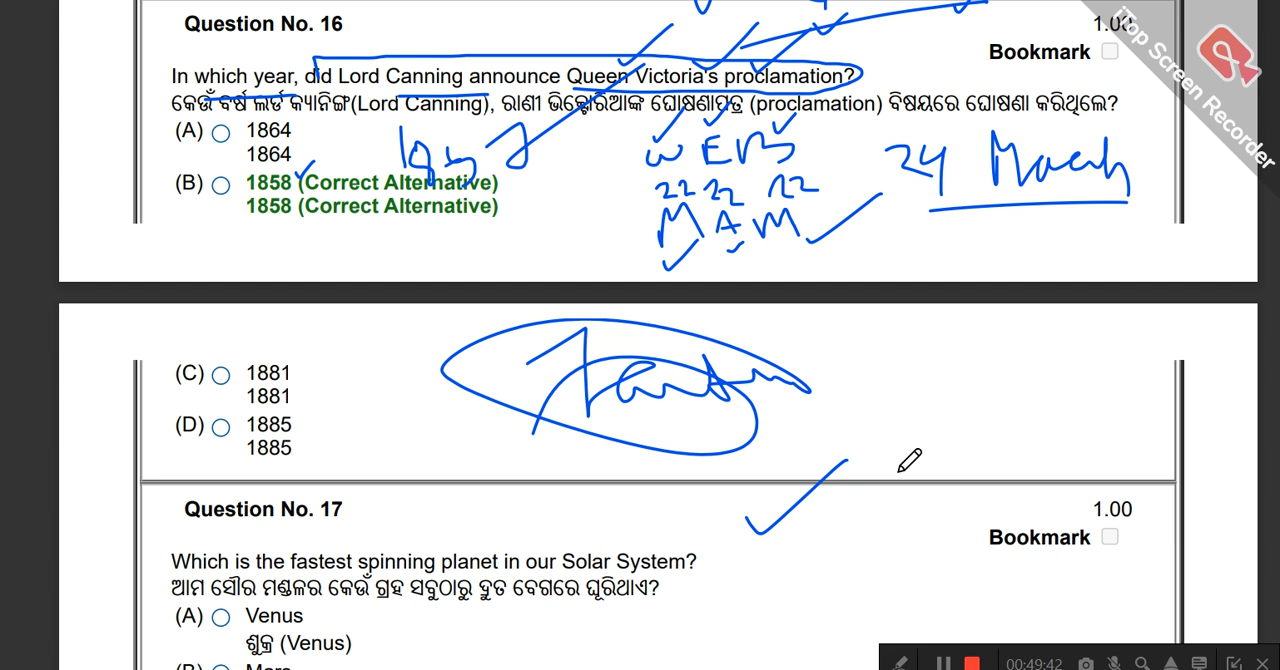 Question No. 16
1.00
Bookmark
In which year, did Lord Canning announce Queen Victoria's proclamation?
କେଉଁ ବର୍ଷ ଲର୍ଡ କ୍ୟାନିଙ୍ଗ(Lord Canning), ରାଣୀ ଭିକ୍ଟୋରିଆଙ୍କ ଘୋଷଣାପତ୍ର (proclamation) ବିଷୟରେ ଘୋଷଣା କରିଥିଲେ?
(A) 1864
1864
(B) 1858 (Correct Alternative)
1858 (Correct Alternative)
W E B
22 22 22
M A M
24 March
(C) 1881
1881
(D) 1885
1885
Question No. 17
1.00
Bookmark
Which is the fastest spinning planet in our Solar System?
ଆମ ସୌର ମଣ୍ଡଳର କେଉଁ ଗ୍ରହ ସବୁଠାରୁ ଦ୍ରୁତ ବେଗରେ ଘୂରିଥାଏ?
(A) Venus
ଶୁକ୍ର (Venus)
iTop Screen Recorder
00:49:42